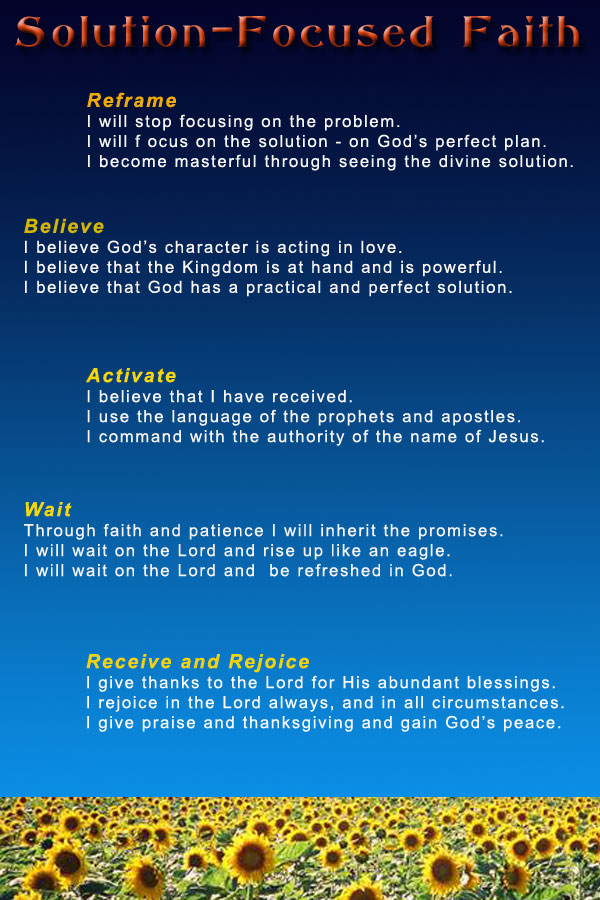 Solution-Focused Faith
Reframe
I will stop focusing on the problem.
I will f ocus on the solution - on God's perfect plan.
I become masterful through seeing the divine solution.
Believe
I believe God's character is acting in love.
I believe that the Kingdom is at hand and is powerful.
I believe that God has a practical and perfect solution.
Activate
I believe that I have received.
I use the language of the prophets and apostles.
I command with the authority of the name of Jesus.
Wait
Through faith and patience I will inherit the promises.
I will wait on the Lord and rise up like an eagle.
I will wait on the Lord and  be refreshed in God.
Receive and Rejoice
I give thanks to the Lord for His abundant blessings.
I rejoice in the Lord always, and in all circumstances.
I give praise and thanksgiving and gain God's peace.